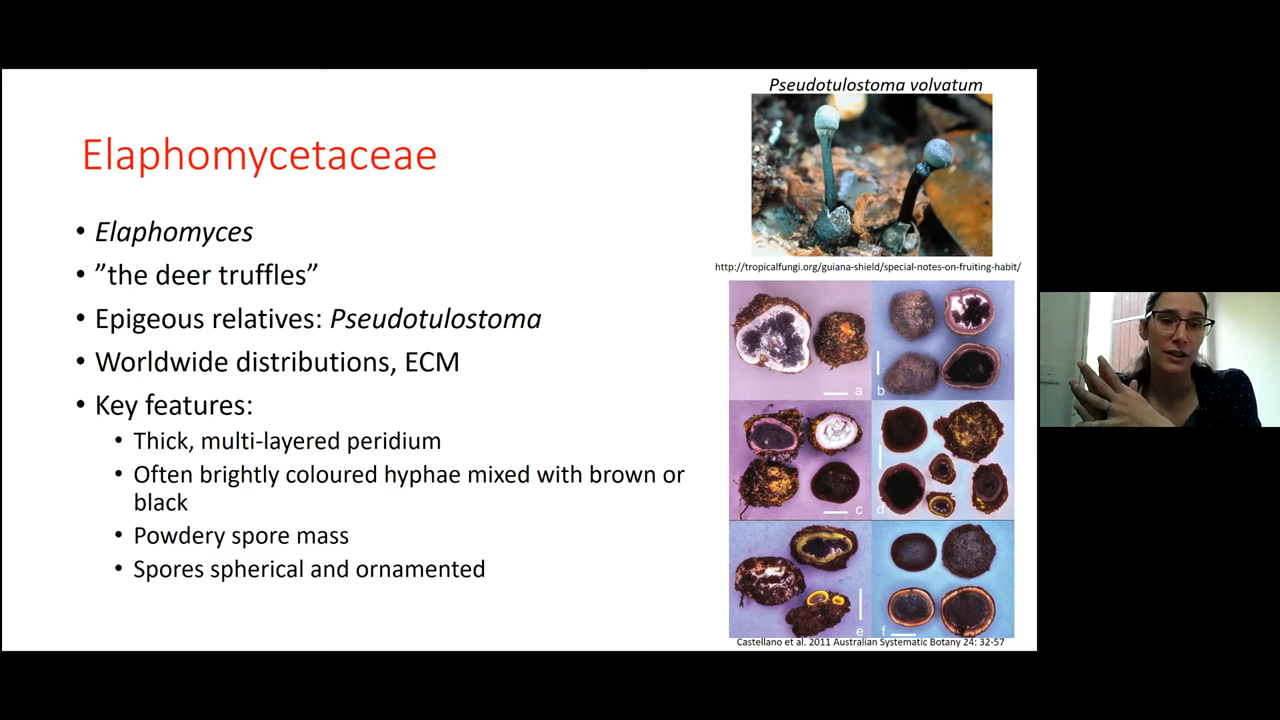 Pseudotulostoma volvatum
Elaphomycetaceae
• Elaphomyces
• ”the deer truffles”
• Epigeous relatives: Pseudotulostoma
• Worldwide distributions, ECM
• Key features:
• Thick, multi-layered peridium
• Often brightly coloured hyphae mixed with brown or
black
• Powdery spore mass
• Spores spherical and ornamented
http://tropicalfungi.org/guiana-shield/special-notes-on-fruiting-habit/
a
b
c
d
e
f
Castellano et al. 2011 Australian Systematic Botany 24: 32-57